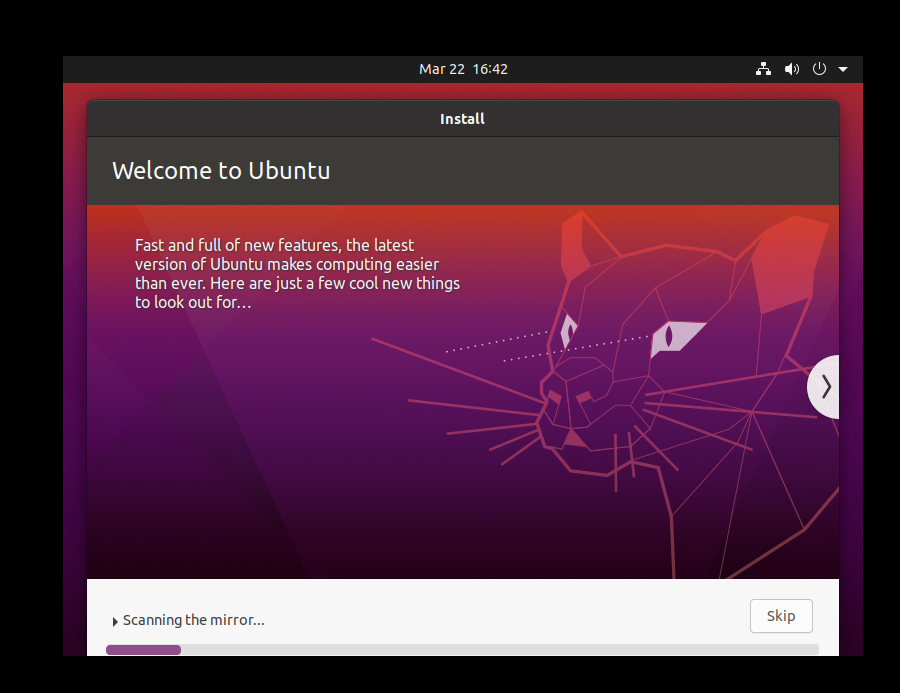 Mar 22 16:42
Install
Welcome to Ubuntu
Fast and full of new features, the latest
version of Ubuntu makes computing easier
than ever. Here are just a few cool new things
to look out for…
Scanning the mirror...
Skip